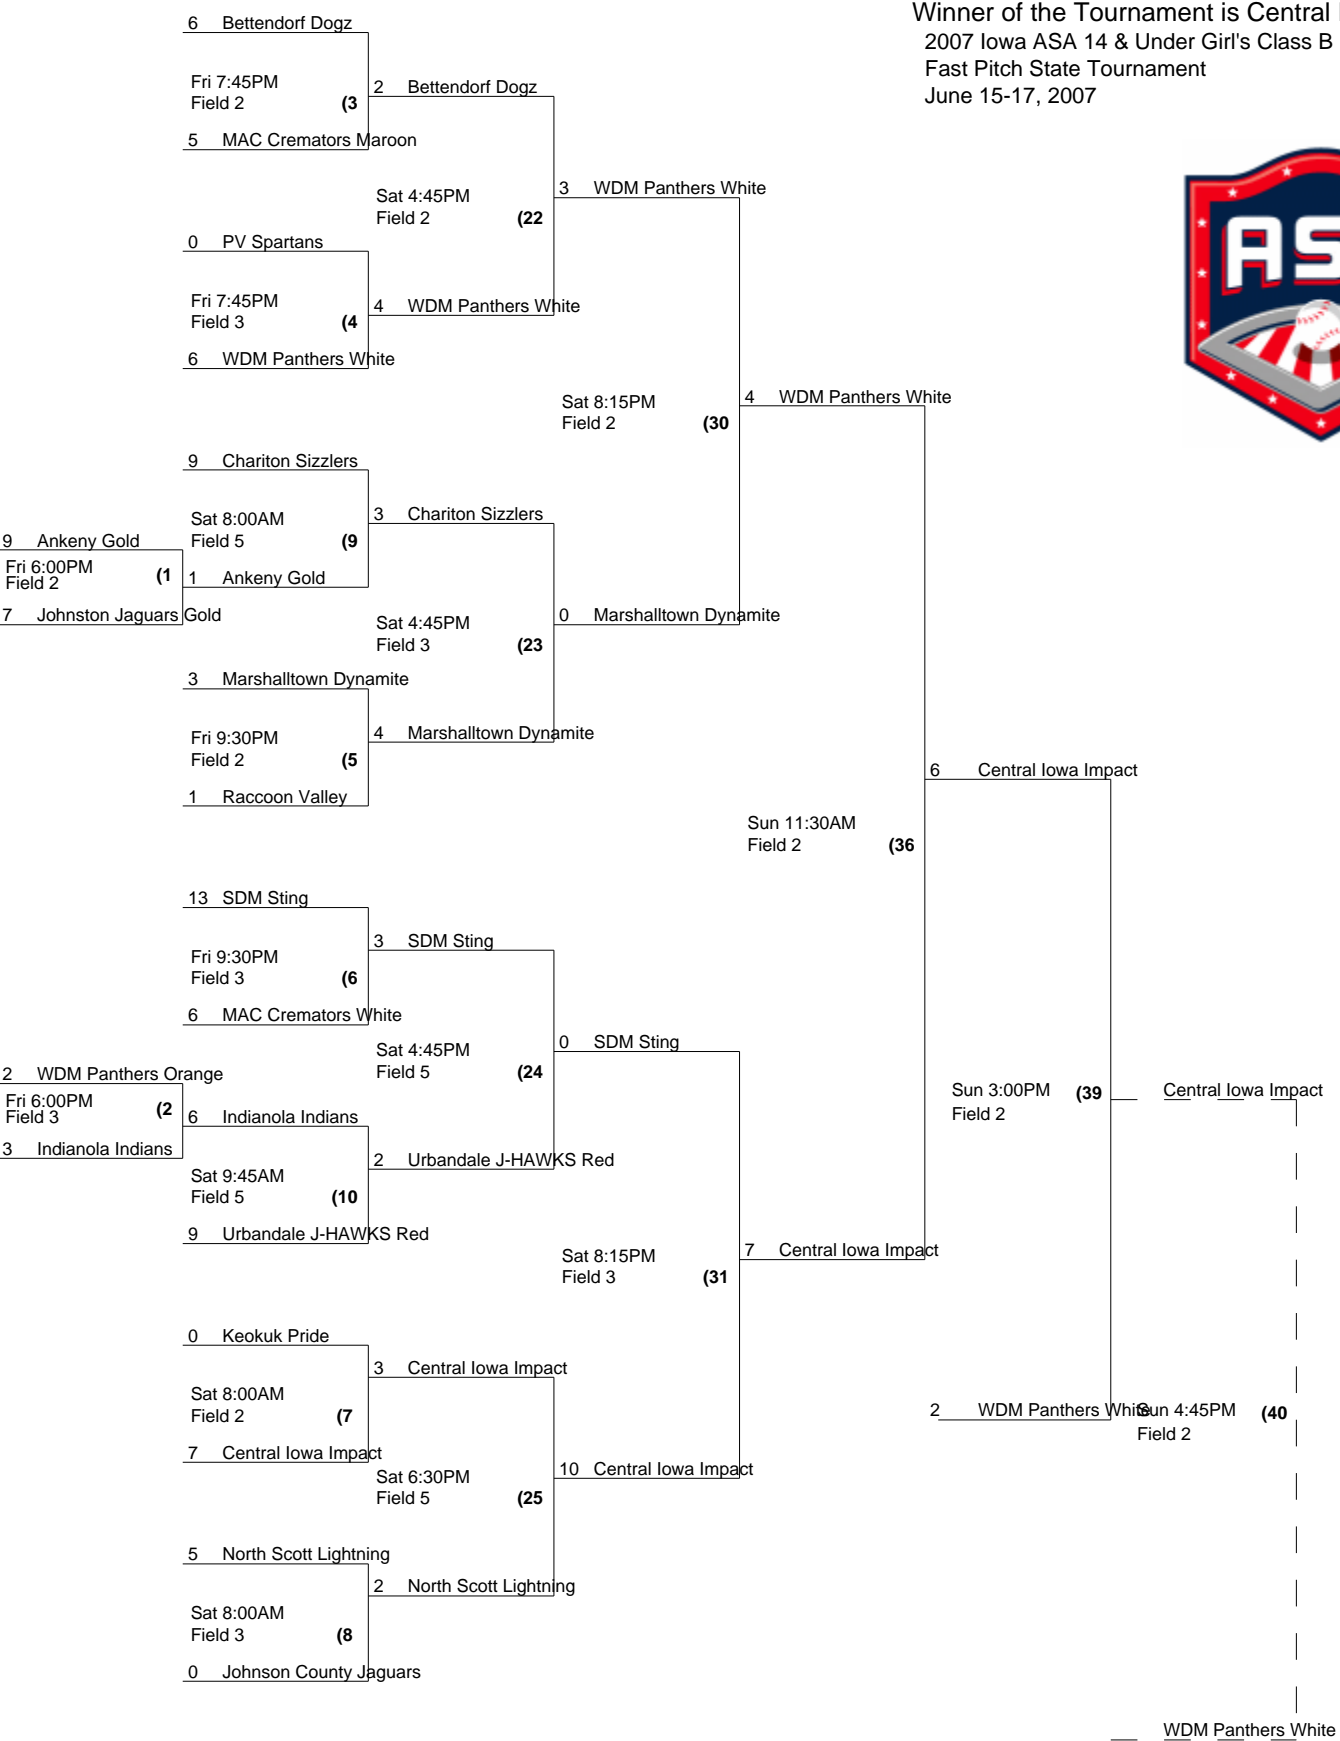 Winner of the Tournament is Central
2007 Iowa ASA 14 & Under Girl's Class B
Fast Pitch State Tournament
June 15-17, 2007
AS
6 Bettendorf Dogz
Fri 7:45PM
Field 2 (3
2 Bettendorf Dogz
5 MAC Cremators Maroon
Sat 4:45PM
Field 2 (22
3 WDM Panthers White
0 PV Spartans
Fri 7:45PM
Field 3 (4
4 WDM Panthers White
6 WDM Panthers White
Sat 8:15PM
Field 2 (30
4 WDM Panthers White
9 Chariton Sizzlers
Sat 8:00AM
Field 5 (9
3 Chariton Sizzlers
9 Ankeny Gold
Fri 6:00PM
Field 2 (1
1 Ankeny Gold
7 Johnston Jaguars Gold
Sat 4:45PM
Field 3 (23
0 Marshalltown Dynamite
3 Marshalltown Dynamite
Fri 9:30PM
Field 2 (5
4 Marshalltown Dynamite
1 Raccoon Valley
6 Central Iowa Impact
Sun 11:30AM
Field 2 (36
13 SDM Sting
Fri 9:30PM
Field 3 (6
3 SDM Sting
6 MAC Cremators White
Sat 4:45PM
Field 5 (24
0 SDM Sting
2 WDM Panthers Orange
Fri 6:00PM
Field 3 (2
6 Indianola Indians
3 Indianola Indians
Sat 9:45AM
Field 5 (10
2 Urbandale J-HAWKS Red
9 Urbandale J-HAWKS Red
Sun 3:00PM
Field 2 (39
Central Iowa Impact
Sat 8:15PM
Field 3 (31
7 Central Iowa Impact
0 Keokuk Pride
Sat 8:00AM
Field 2 (7
3 Central Iowa Impact
7 Central Iowa Impact
Sat 6:30PM
Field 5 (25
10 Central Iowa Impact
2 WDM Panthers White
Sun 4:45PM
Field 2 (40
5 North Scott Lightning
Sat 8:00AM
Field 3 (8
2 North Scott Lightning
0 Johnson County Jaguars
WDM Panthers White